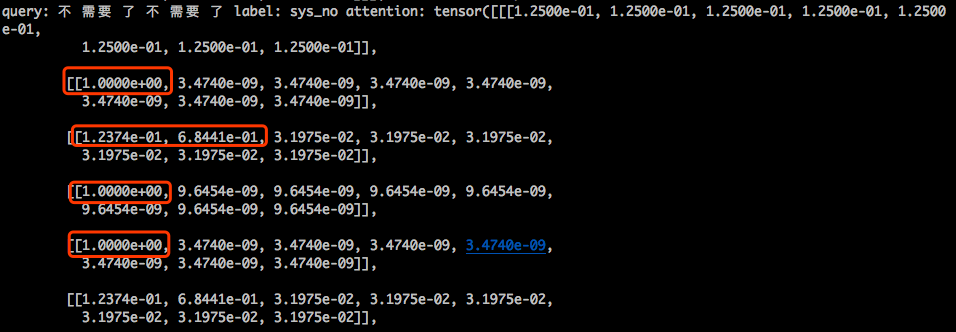 query: 不 需要 了 不 需要 了 label: sys_no attention: tensor([[[1.2500e-01, 1.2500e-01, 1.2500e-01, 1.2500e-01, 1.2500
e-01,
1.2500e-01, 1.2500e-01, 1.2500e-01]],
[[1.0000e+00, 3.4740e-09, 3.4740e-09, 3.4740e-09, 3.4740e-09,
3.4740e-09, 3.4740e-09, 3.4740e-09]],
[[1.2374e-01, 6.8441e-01, 3.1975e-02, 3.1975e-02, 3.1975e-02,
3.1975e-02, 3.1975e-02, 3.1975e-02]],
[[1.0000e+00, 9.6454e-09, 9.6454e-09, 9.6454e-09, 9.6454e-09,
9.6454e-09, 9.6454e-09, 9.6454e-09]],
[[1.0000e+00, 3.4740e-09, 3.4740e-09, 3.4740e-09, 3.4740e-09,
3.4740e-09, 3.4740e-09, 3.4740e-09]],
[[1.2374e-01, 6.8441e-01, 3.1975e-02, 3.1975e-02, 3.1975e-02,
3.1975e-02, 3.1975e-02, 3.1975e-02]],